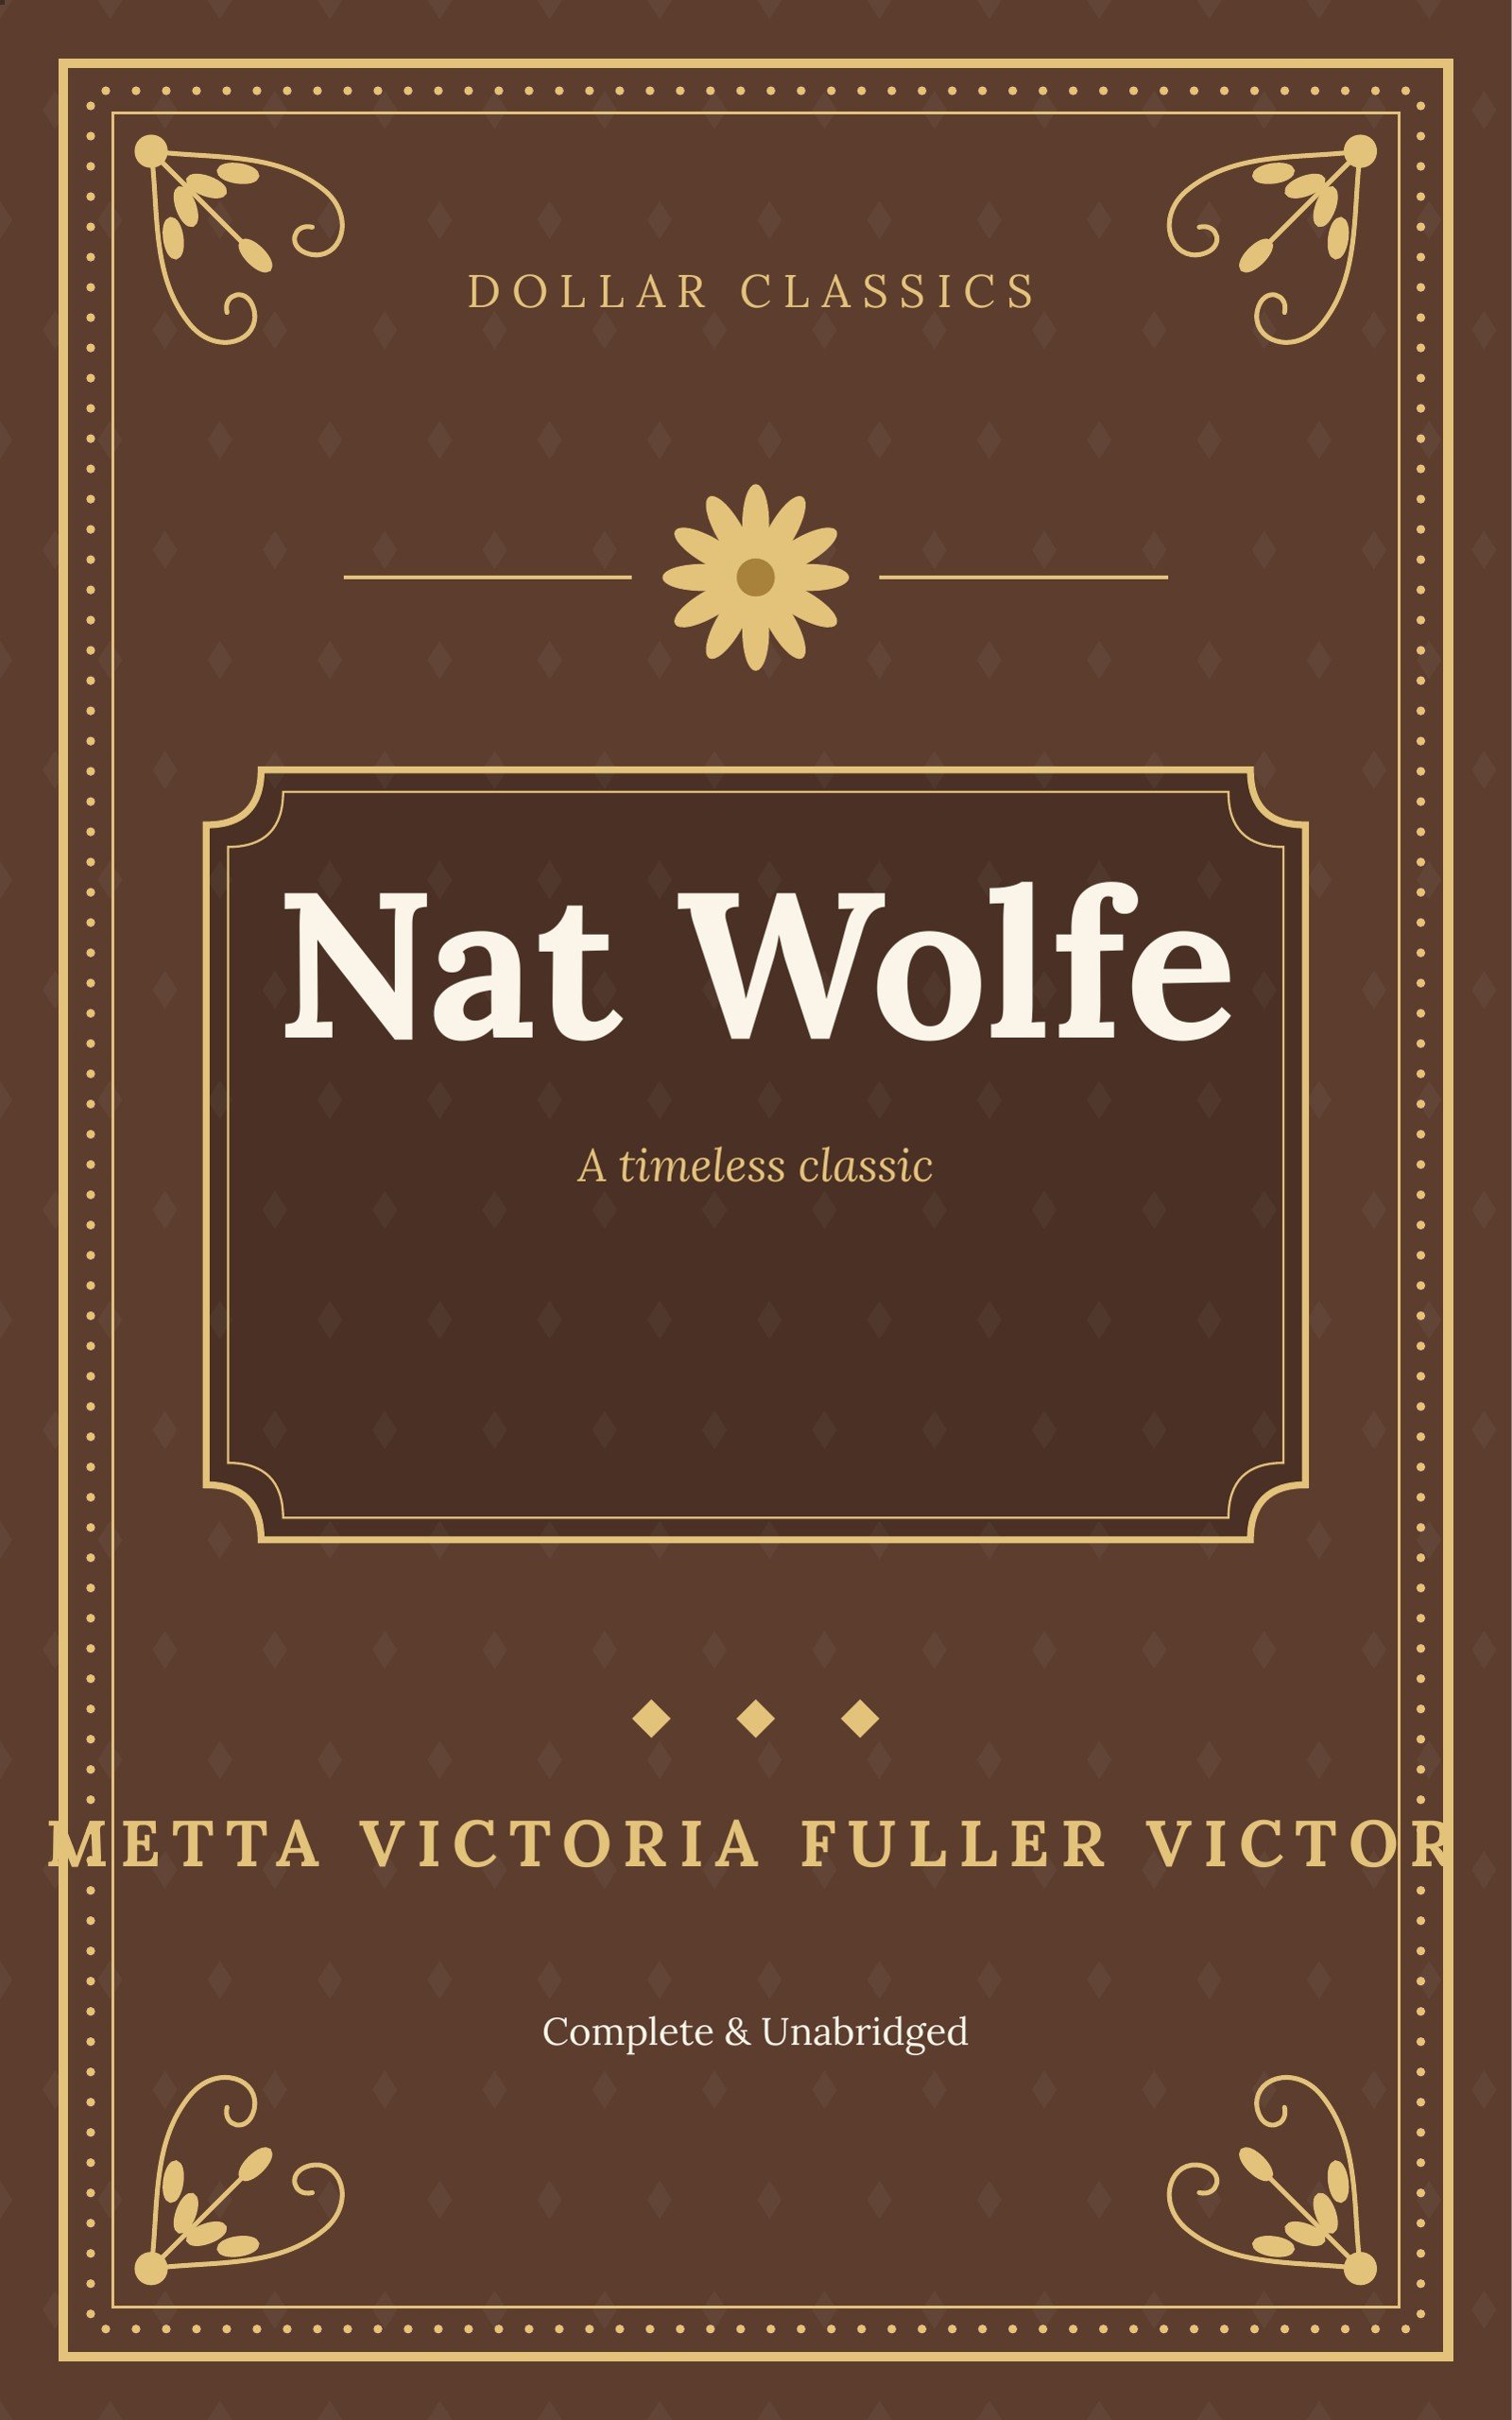 DOLLAR CLASSICS
Nat Wolfe
A timeless classic
METTA VICTORIA FULLER VICTOR
Complete & Unabridged